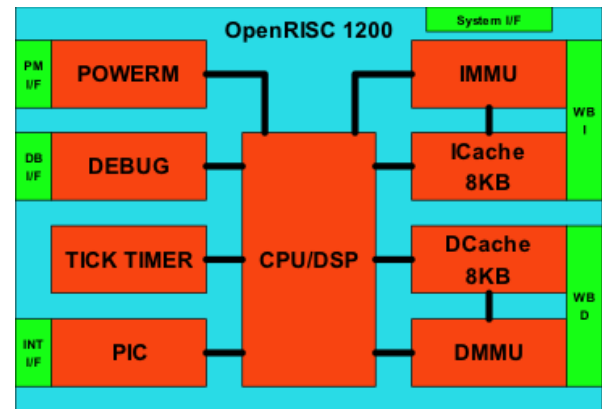 System I/F
OpenRISC 1200
PM
I/F
POWERM
IMMU
WB
I
DB
I/F
DEBUG
ICache
8KB
TICK TIMER
CPU/DSP
DCache
8KB
WB
D
INT
I/F
PIC
DMMU